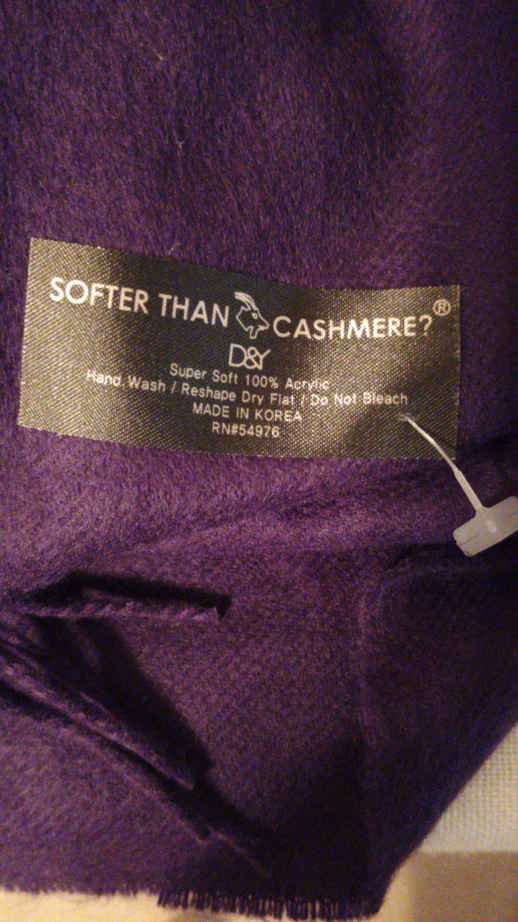 SOFTER THAN CASHMERE?®
D&Y
Super Soft 100% Acrylic
Hand Wash / Reshape Dry Flat / Do Not Bleach
MADE IN KOREA
RN#54976